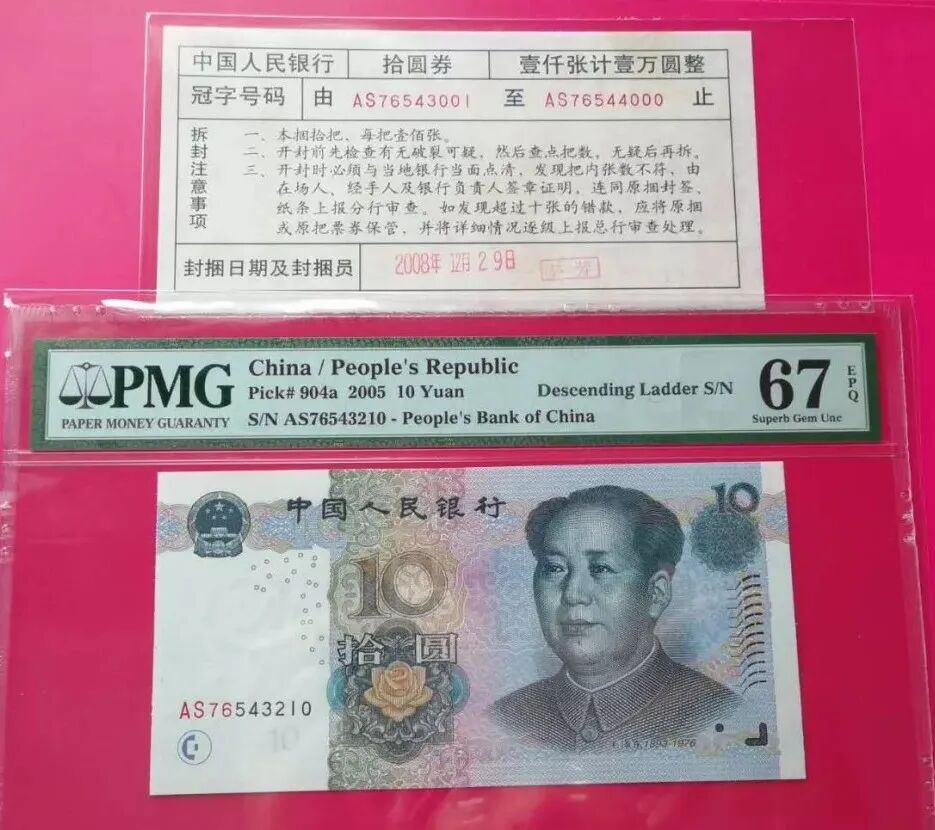 中国人民银行 拾圆券 壹仟张计壹万圆整
冠字号码 由 AS76543001 至 AS76544000 止
拆封注意事项
一、本捆拾把、每把壹佰张。
二、开封前先检查有无破裂可疑，然后查点把数，无疑后再拆。
三、开封时必须与当地银行当面点清，发现把内张数不符，由
在场人、经手人及银行负责人签章证明，连同原捆封签、
纸条上报分行审查。如发现超过十张的错款，应将原捆
或原把票券保管，并将详细情况逐级上报总行审查处理。
封捆日期及封捆员 2008年 12月 29日
PMG
PAPER MONEY GUARANTY
China / People's Republic
Pick# 904a 2005 10 Yuan Descending Ladder S/N
S/N AS76543210 - People's Bank of China
67
EPQ
Superb Gem Unc
中国人民银行
10
10
拾圆
AS76543210
10
毛泽东 1893-1976